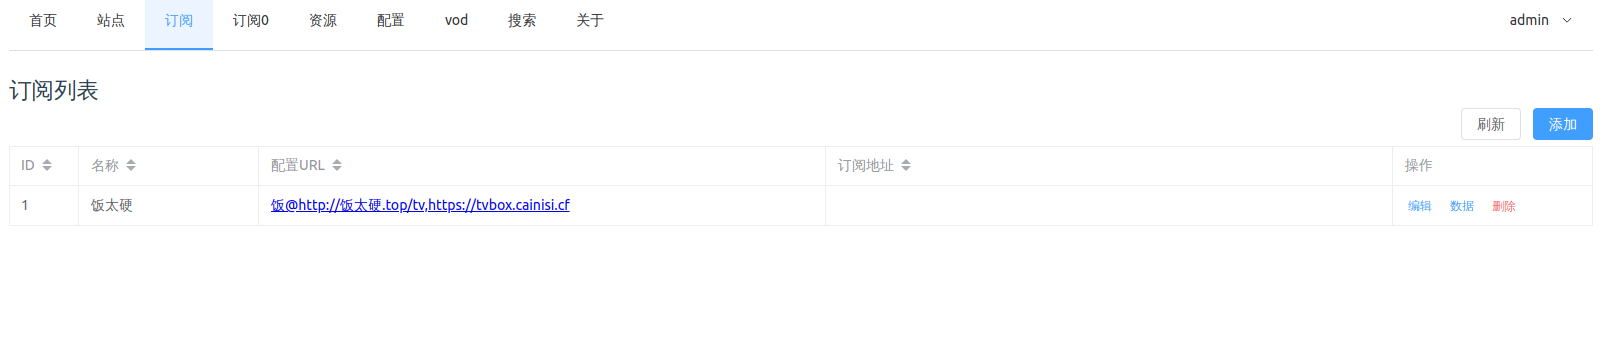 首页 站点 订阅 订阅0 资源 配置 vod 搜索 关于 admin
订阅列表
刷新 添加
ID 名称 配置URL 订阅地址 操作
1 饭太硬 饭@http://饭太硬.top/tv,https://tvbox.cainisi.cf 编辑 数据 删除